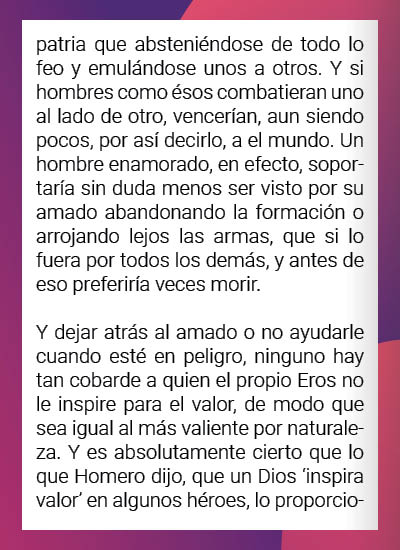 patria que absteniéndose de todo lo
feo y emulándose unos a otros. Y si
hombres como ésos combatieran uno
al lado de otro, vencerían, aun siendo
pocos, por así decirlo, a el mundo. Un
hombre enamorado, en efecto, sopor-
taría sin duda menos ser visto por su
amado abandonando la formación o
arrojando lejos las armas, que si lo
fuera por todos los demás, y antes de
eso preferiría veces morir.
Y dejar atrás al amado o no ayudarle
cuando esté en peligro, ninguno hay
tan cobarde a quien el propio Eros no
le inspire para el valor, de modo que
sea igual al más valiente por naturale-
za. Y es absolutamente cierto que lo
que Homero dijo, que un Dios ‘inspira
valor’ en algunos héroes, lo proporcio-